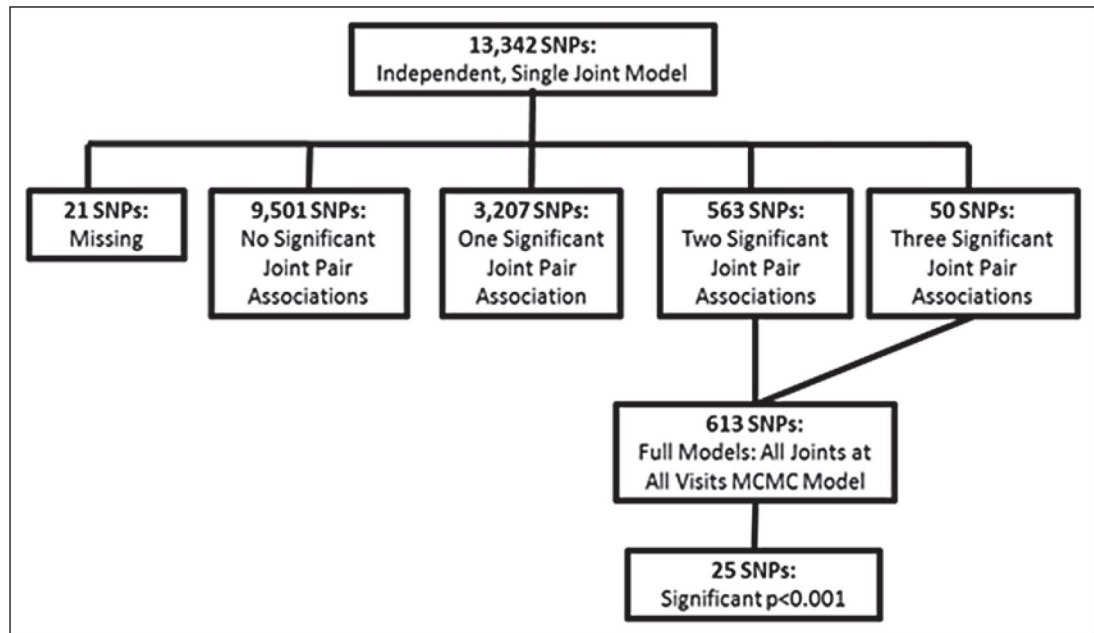 13,342 SNPs:
Independent, Single Joint Model
21 SNPs:
Missing
9,501 SNPs:
No Significant
Joint Pair
Associations
3,207 SNPs:
One Significant
Joint Pair
Association
563 SNPs:
Two Significant
Joint Pair
Associations
50 SNPs:
Three Significant
Joint Pair
Associations
613 SNPs:
Full Models: All Joints at
All Visits MCMC Model
25 SNPs:
Significant p<0.001